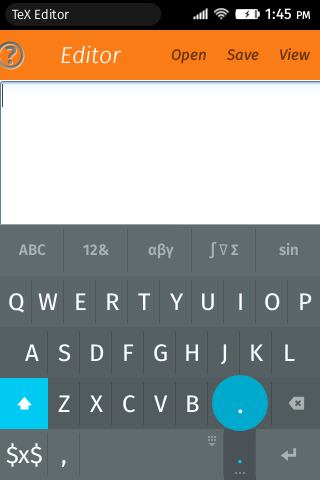 TeX Editor 1:45 PM
? Editor Open Save View
ABC 12& αβγ ∫∇Σ sin
Q W E R T Y U I O P
A S D F G H J K L
Z X C V B .
$x$ , . ...